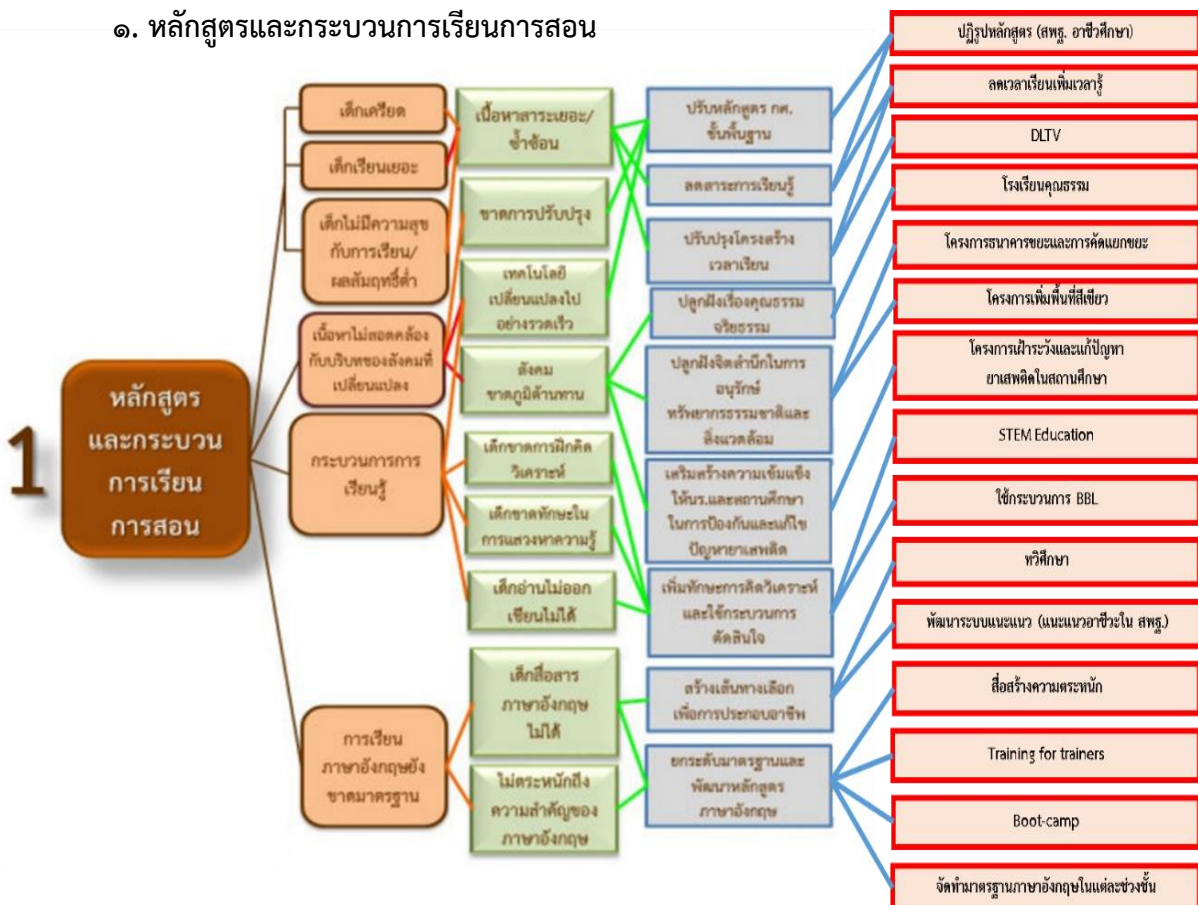 ๑. หลักสูตรและกระบวนการเรียนการสอน
1
หลักสูตร
และกระบวน
การเรียน
การสอน
เด็กเครียด
เด็กเรียนเยอะ
เด็กไม่มีความสุข
กับการเรียน/
ผลสัมฤทธิ์ต่ำ
เนื้อหาไม่สอดคล้อง
กับบริบทของสังคมที่
เปลี่ยนแปลง
กระบวนการการ
เรียนรู้
การเรียน
ภาษาอังกฤษยัง
ขาดมาตรฐาน
เนื้อหาสาระเยอะ/
ซ้ำซ้อน
ขาดการปรับปรุง
เทคโนโลยี
เปลี่ยนแปลงไป
อย่างรวดเร็ว
สังคม
ขาดภูมิต้านทาน
เด็กขาดการฝึกคิด
วิเคราะห์
เด็กขาดทักษะใน
การแสวงหาความรู้
เด็กอ่านไม่ออก
เขียนไม่ได้
เด็กสื่อสาร
ภาษาอังกฤษ
ไม่ได้
ไม่ตระหนักถึง
ความสำคัญของ
ภาษาอังกฤษ
ปรับหลักสูตร กศ.
ขั้นพื้นฐาน
ลดสาระการเรียนรู้
ปรับปรุงโครงสร้าง
เวลาเรียน
ปลูกฝังเรื่องคุณธรรม
จริยธรรม
ปลูกฝังจิตสำนึกในการ
อนุรักษ์
ทรัพยากรธรรมชาติและ
สิ่งแวดล้อม
เสริมสร้างความเข้มแข็ง
ให้นร.และสถานศึกษา
ในการป้องกันและแก้ไข
ปัญหายาเสพติด
เพิ่มทักษะการคิดวิเคราะห์
และใช้กระบวนการ
ตัดสินใจ
สร้างเส้นทางเลือก
เพื่อการประกอบอาชีพ
ยกระดับมาตรฐานและ
พัฒนาหลักสูตร
ภาษาอังกฤษ
ปฏิรูปหลักสูตร (สพฐ. อาชีวศึกษา)
ลดเวลาเรียนเพิ่มเวลารู้
DLTV
โรงเรียนคุณธรรม
โครงการธนาคารขยะและการคัดแยกขยะ
โครงการเพิ่มพื้นที่สีเขียว
โครงการเฝ้าระวังและแก้ปัญหา
ยาเสพติดในสถานศึกษา
STEM Education
ใช้กระบวนการ BBL
ทวิศึกษา
พัฒนาระบบแนะแนว (แนะแนวอาชีวะใน สพฐ.)
สื่อสร้างความตระหนัก
Training for trainers
Boot-camp
จัดทำมาตรฐานภาษาอังกฤษในแต่ละช่วงชั้น